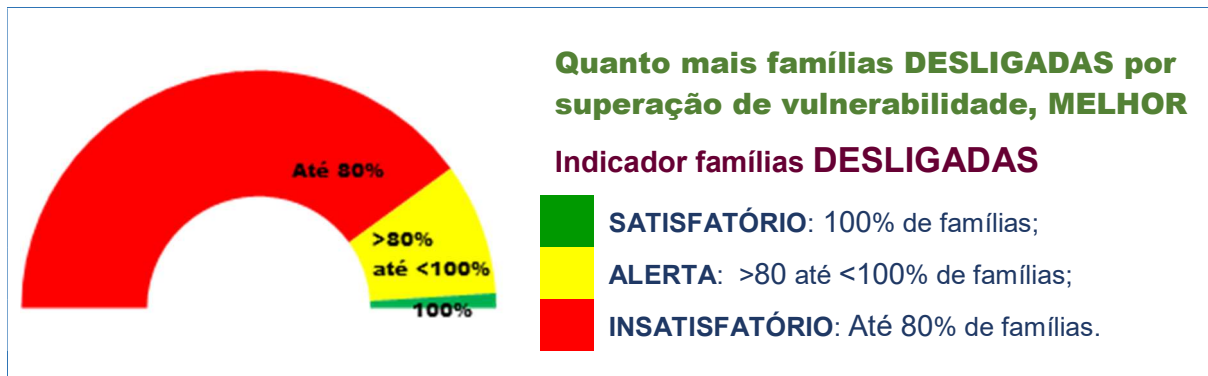 Até 80%
>80%
até <100%
100%
Quanto mais famílias DESLIGADAS por
superação de vulnerabilidade, MELHOR
Indicador famílias DESLIGADAS
SATISFATÓRIO: 100% de famílias;
ALERTA: >80 até <100% de famílias;
INSATISFATÓRIO: Até 80% de famílias.